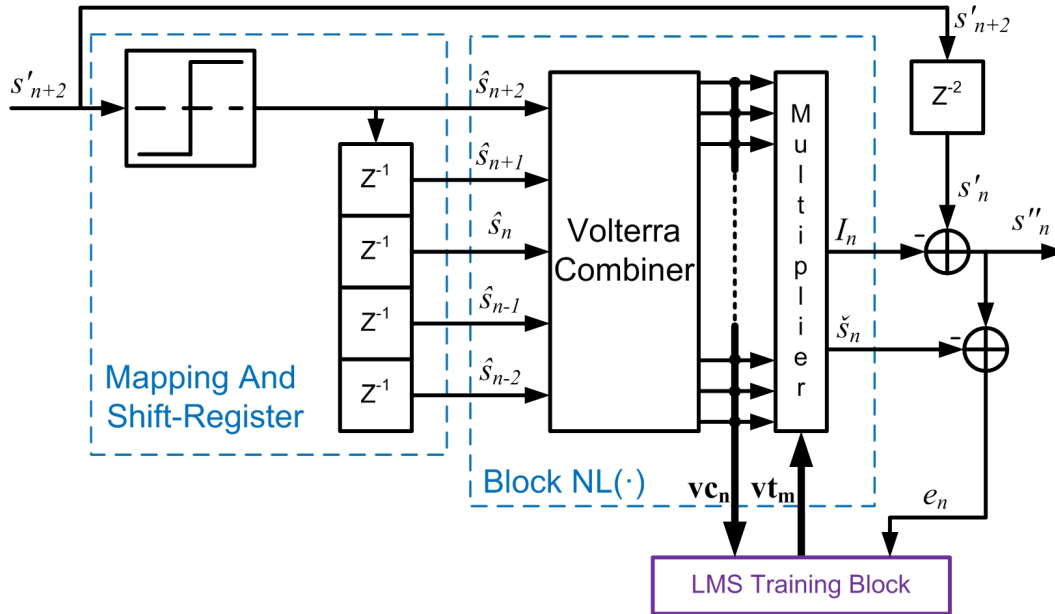 s'n+2
s'n+2
Z-2
s'n
ŝn+2
ŝn+1
ŝn
ŝn-1
ŝn-2
Z-1
Z-1
Z-1
Z-1
Mapping And
Shift-Register
Volterra
Combiner
Multiplier
Block NL(·)
In
šn
-
-
s''n
en
vcn
vtm
LMS Training Block